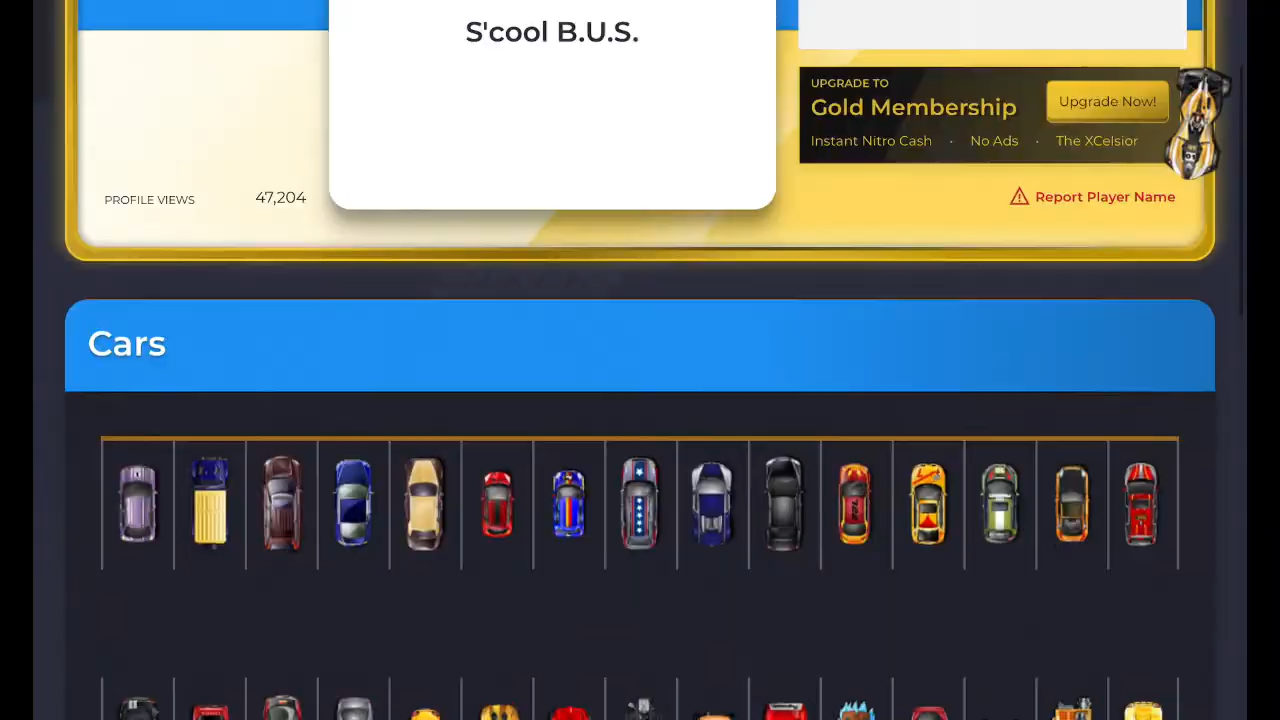 S'cool B.U.S.
UPGRADE TO
Gold Membership
Upgrade Now!
Instant Nitro Cash · No Ads · The XCelsior
PROFILE VIEWS 47,204
Report Player Name
Cars